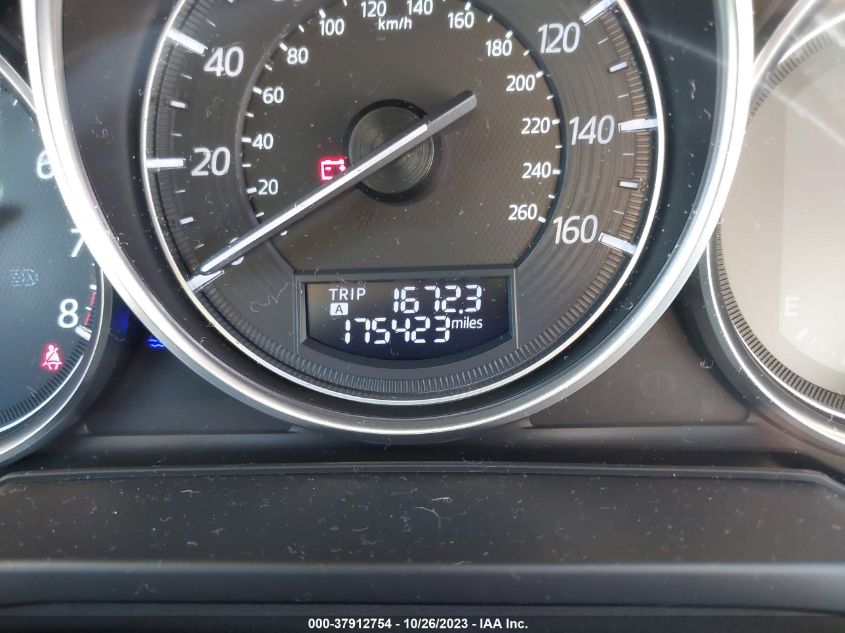 100 120 140 160
km/h
80 180
40 120
60 200
40 220 140
20 20 240
260 160
6
7
8
TRIP 1672.3
A
175423 miles
E
000-37912754 - 10/26/2023 - IAA Inc.